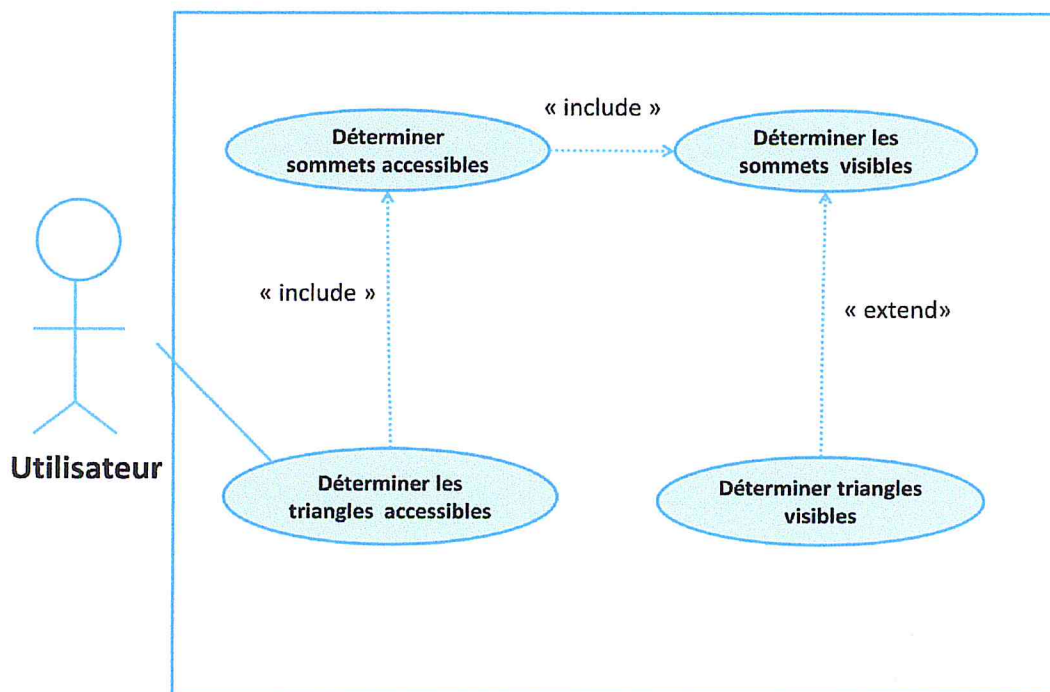 « include »
Déterminer
sommets accessibles
Déterminer les
sommets visibles
« include »
« extend»
Utilisateur
Déterminer les
triangles accessibles
Déterminer triangles
visibles